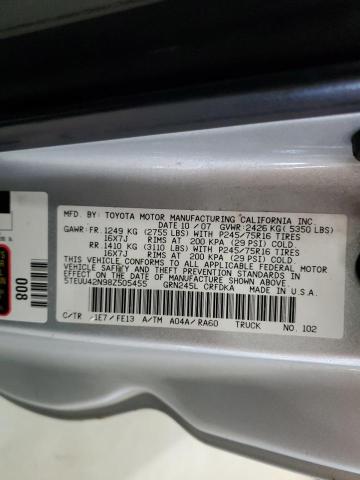 MFD. BY: TOYOTA MOTOR MANUFACTURING CALIFORNIA INC.
DATE 10/07 GVWR: 2426 KG( 5350 LBS)
GAWR: FR. 1249 KG (2755 LBS) WITH P245/75R16 TIRES
16X7J RIMS AT 200 KPA (29 PSI) COLD.
RR. 1410 KG (3110 LBS) WITH P245/75R16 TIRES
16X7J RIMS AT 200 KPA (29 PSI) COLD.
THIS VEHICLE CONFORMS TO ALL APPLICABLE FEDERAL MOTOR
VEHICLE SAFETY AND THEFT PREVENTION STANDARDS IN
EFFECT ON THE DATE OF MANUFACTURE SHOWN ABOVE.
5TEUU42N98Z505455 GRN245L CRFDKA MADE IN U.S.A.
C/TR 1E7/FE13 A/TM A04A/RA60 TRUCK NO. 102
008